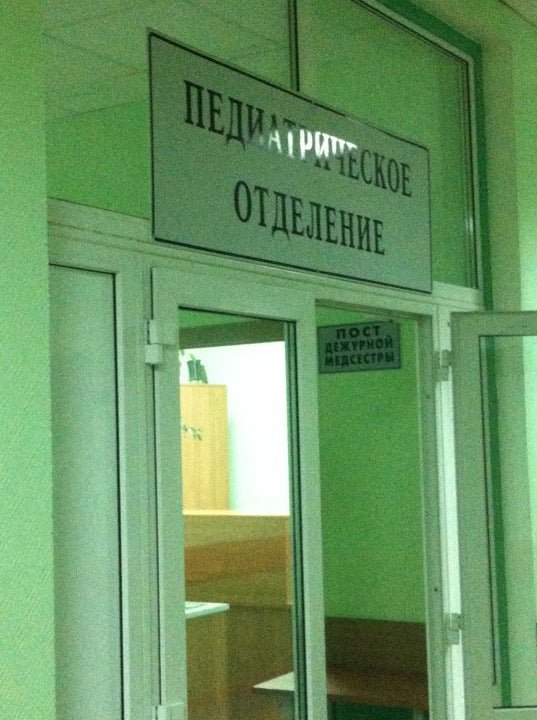 ПЕДИАТРИЧЕСКОЕ
ОТДЕЛЕНИЕ
ПОСТ
ДЕЖУРНОЙ
МЕДСЕСТРЫ